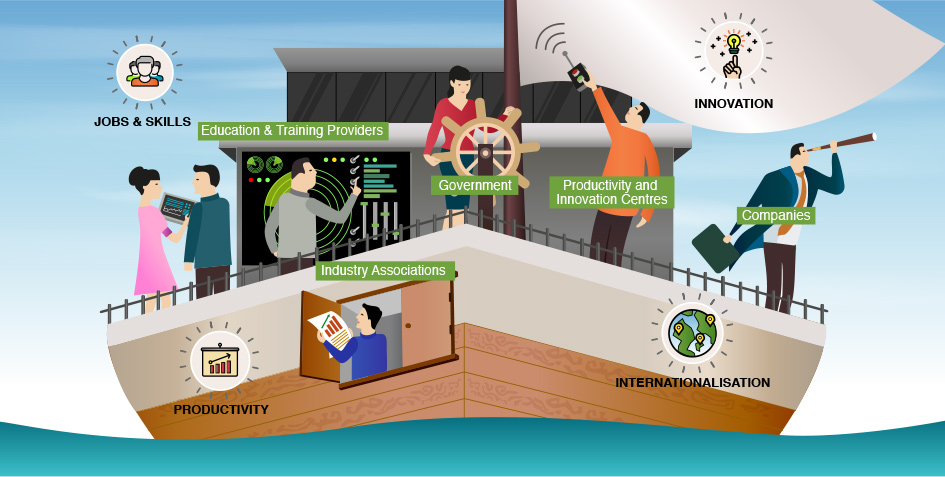 INNOVATION
JOBS & SKILLS
Education & Training Providers
Government
Productivity and
Innovation Centres
Companies
Industry Associations
INTERNATIONALISATION
PRODUCTIVITY